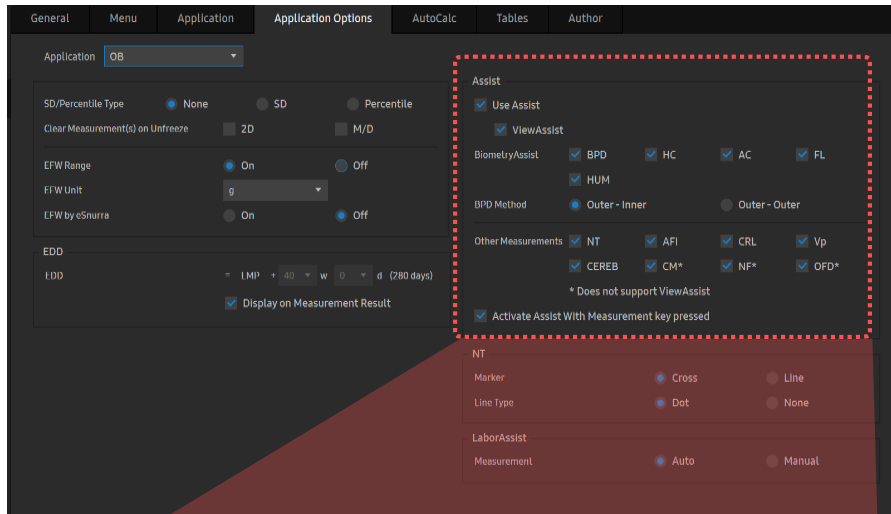 General Menu Application Application Options AutoCalc Tables Author
Application OB
SD/Percentile Type None SD Percentile
Clear Measurement(s) on Unfreeze 2D M/D
EFW Range On Off
EFW Unit g
EFW by eSnurra On Off
EDD
EDD = LMP + 40 w 0 d (280 days)
Display on Measurement Result
Assist
Use Assist
ViewAssist
BiometryAssist BPD HC AC FL
HUM
BPD Method Outer - Inner Outer - Outer
Other Measurements NT AFI CRL Vp
CEREB CM* NF* OFD*
* Does not support ViewAssist
Activate Assist With Measurement key pressed
NT
Marker Cross Line
Line Type Dot None
LaborAssist
Measurement Auto Manual